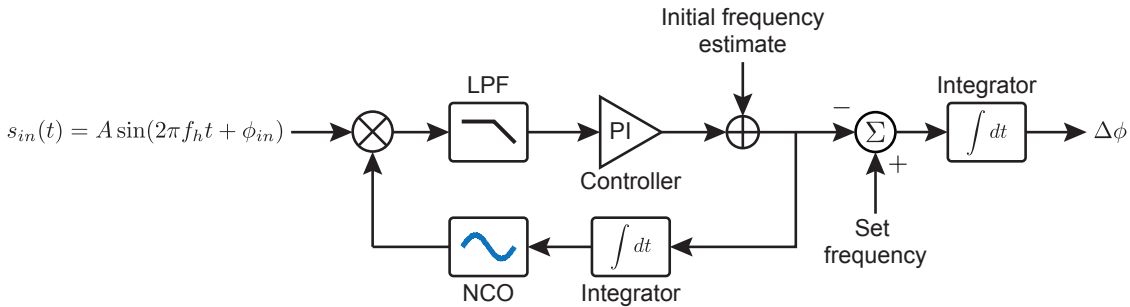 Initial frequency
estimate
LPF
Integrator
−
s_{in}(t) = A sin(2πf_h t + ϕ_{in})
PI
Σ
∫ dt
Δϕ
Controller
+
∫ dt
Set
frequency
NCO
Integrator